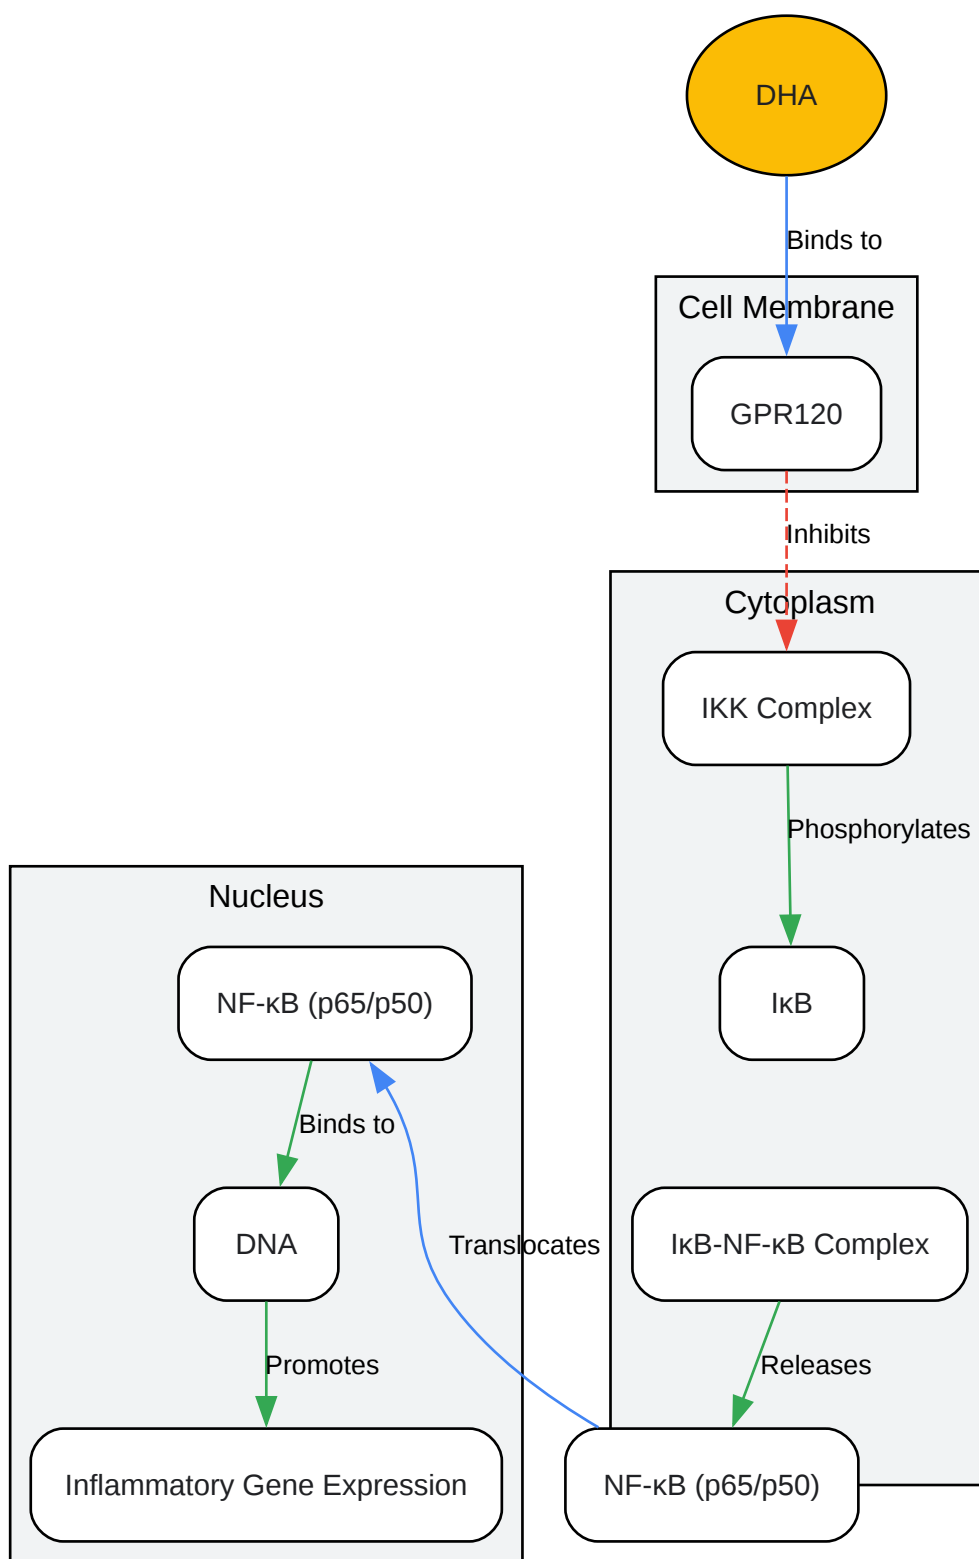 DHA
Binds to
Cell Membrane
GPR120
Inhibits
Cytoplasm
IKK Complex
Phosphorylates
Nucleus
NF-κB (p65/p50)
IκB
Binds to
DNA
Translocates
IκB-NF-κB Complex
Promotes
Releases
Inflammatory Gene Expression
NF-κB (p65/p50)